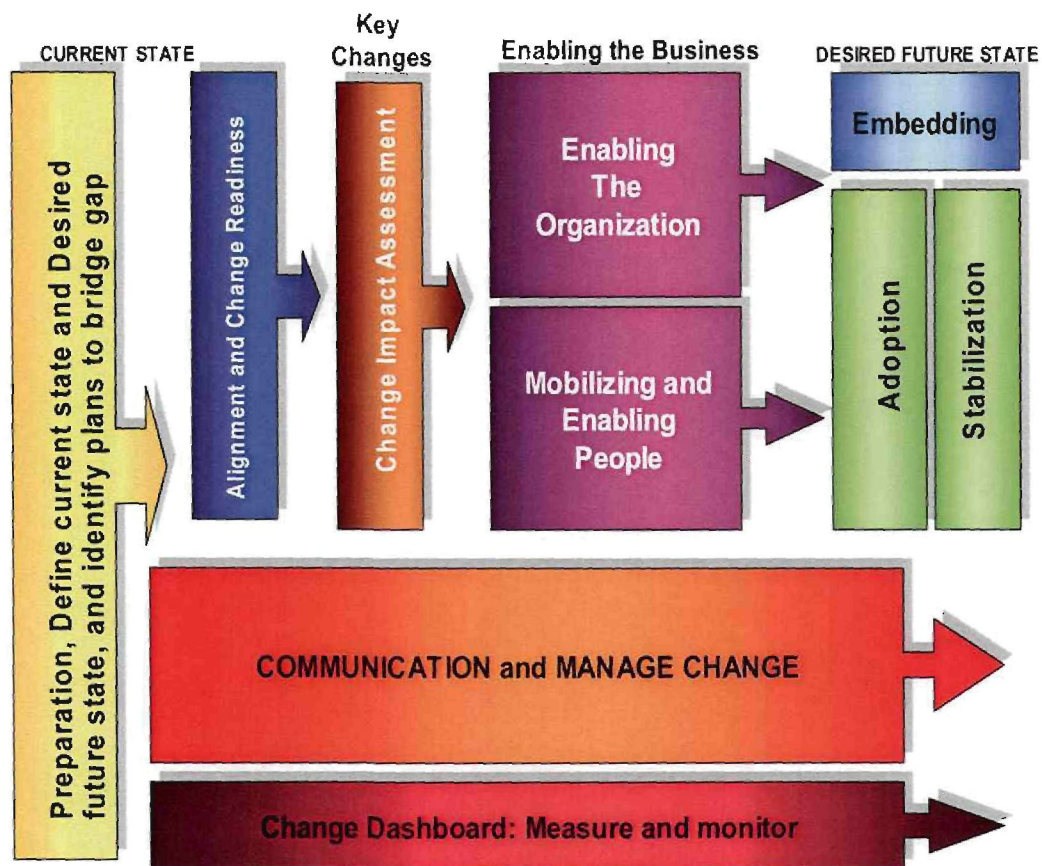 CURRENT STATE
Key
Changes
Enabling the Business
DESIRED FUTURE STATE
Preparation, Define current state and Desired
future state, and identify plans to bridge gap
Alignment and Change Readiness
Change Impact Assessment
Enabling
The
Organization
Mobilizing and
Enabling
People
Embedding
Adoption
Stabilization
COMMUNICATION and MANAGE CHANGE
Change Dashboard: Measure and monitor